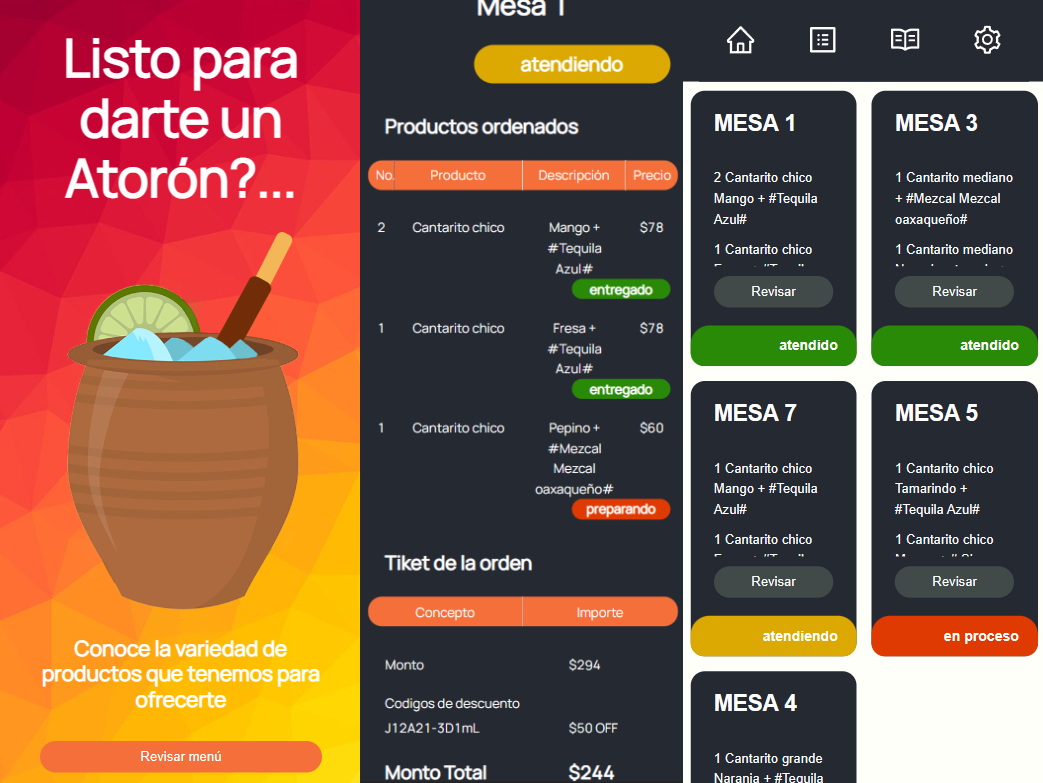 Listo para
darte un
Atorón?...
Conoce la variedad de
productos que tenemos para
ofrecerte
Revisar menú
Mesa 1
atendiendo
Productos ordenados
No. Producto Descripción Precio
2 Cantarito chico Mango + $78
#Tequila
Azul#
entregado
1 Cantarito chico Fresa + $78
#Tequila
Azul#
entregado
1 Cantarito chico Pepino + $60
#Mezcal
Mezcal
oaxaqueño#
preparando
Tiket de la orden
Concepto Importe
Monto $294
Codigos de descuento
J12A21-3D1mL $50 OFF
Monto Total $244
MESA 1
2 Cantarito chico
Mango + #Tequila
Azul#
1 Cantarito chico
Revisar
atendido
MESA 3
1 Cantarito mediano
+ #Mezcal Mezcal
oaxaqueño#
1 Cantarito mediano
Revisar
atendido
MESA 7
1 Cantarito chico
Mango + #Tequila
Azul#
1 Cantarito chico
Revisar
atendiendo
MESA 5
1 Cantarito chico
Tamarindo +
#Tequila Azul#
1 Cantarito chico
Revisar
en proceso
MESA 4
1 Cantarito grande
Naranja + #Tequila